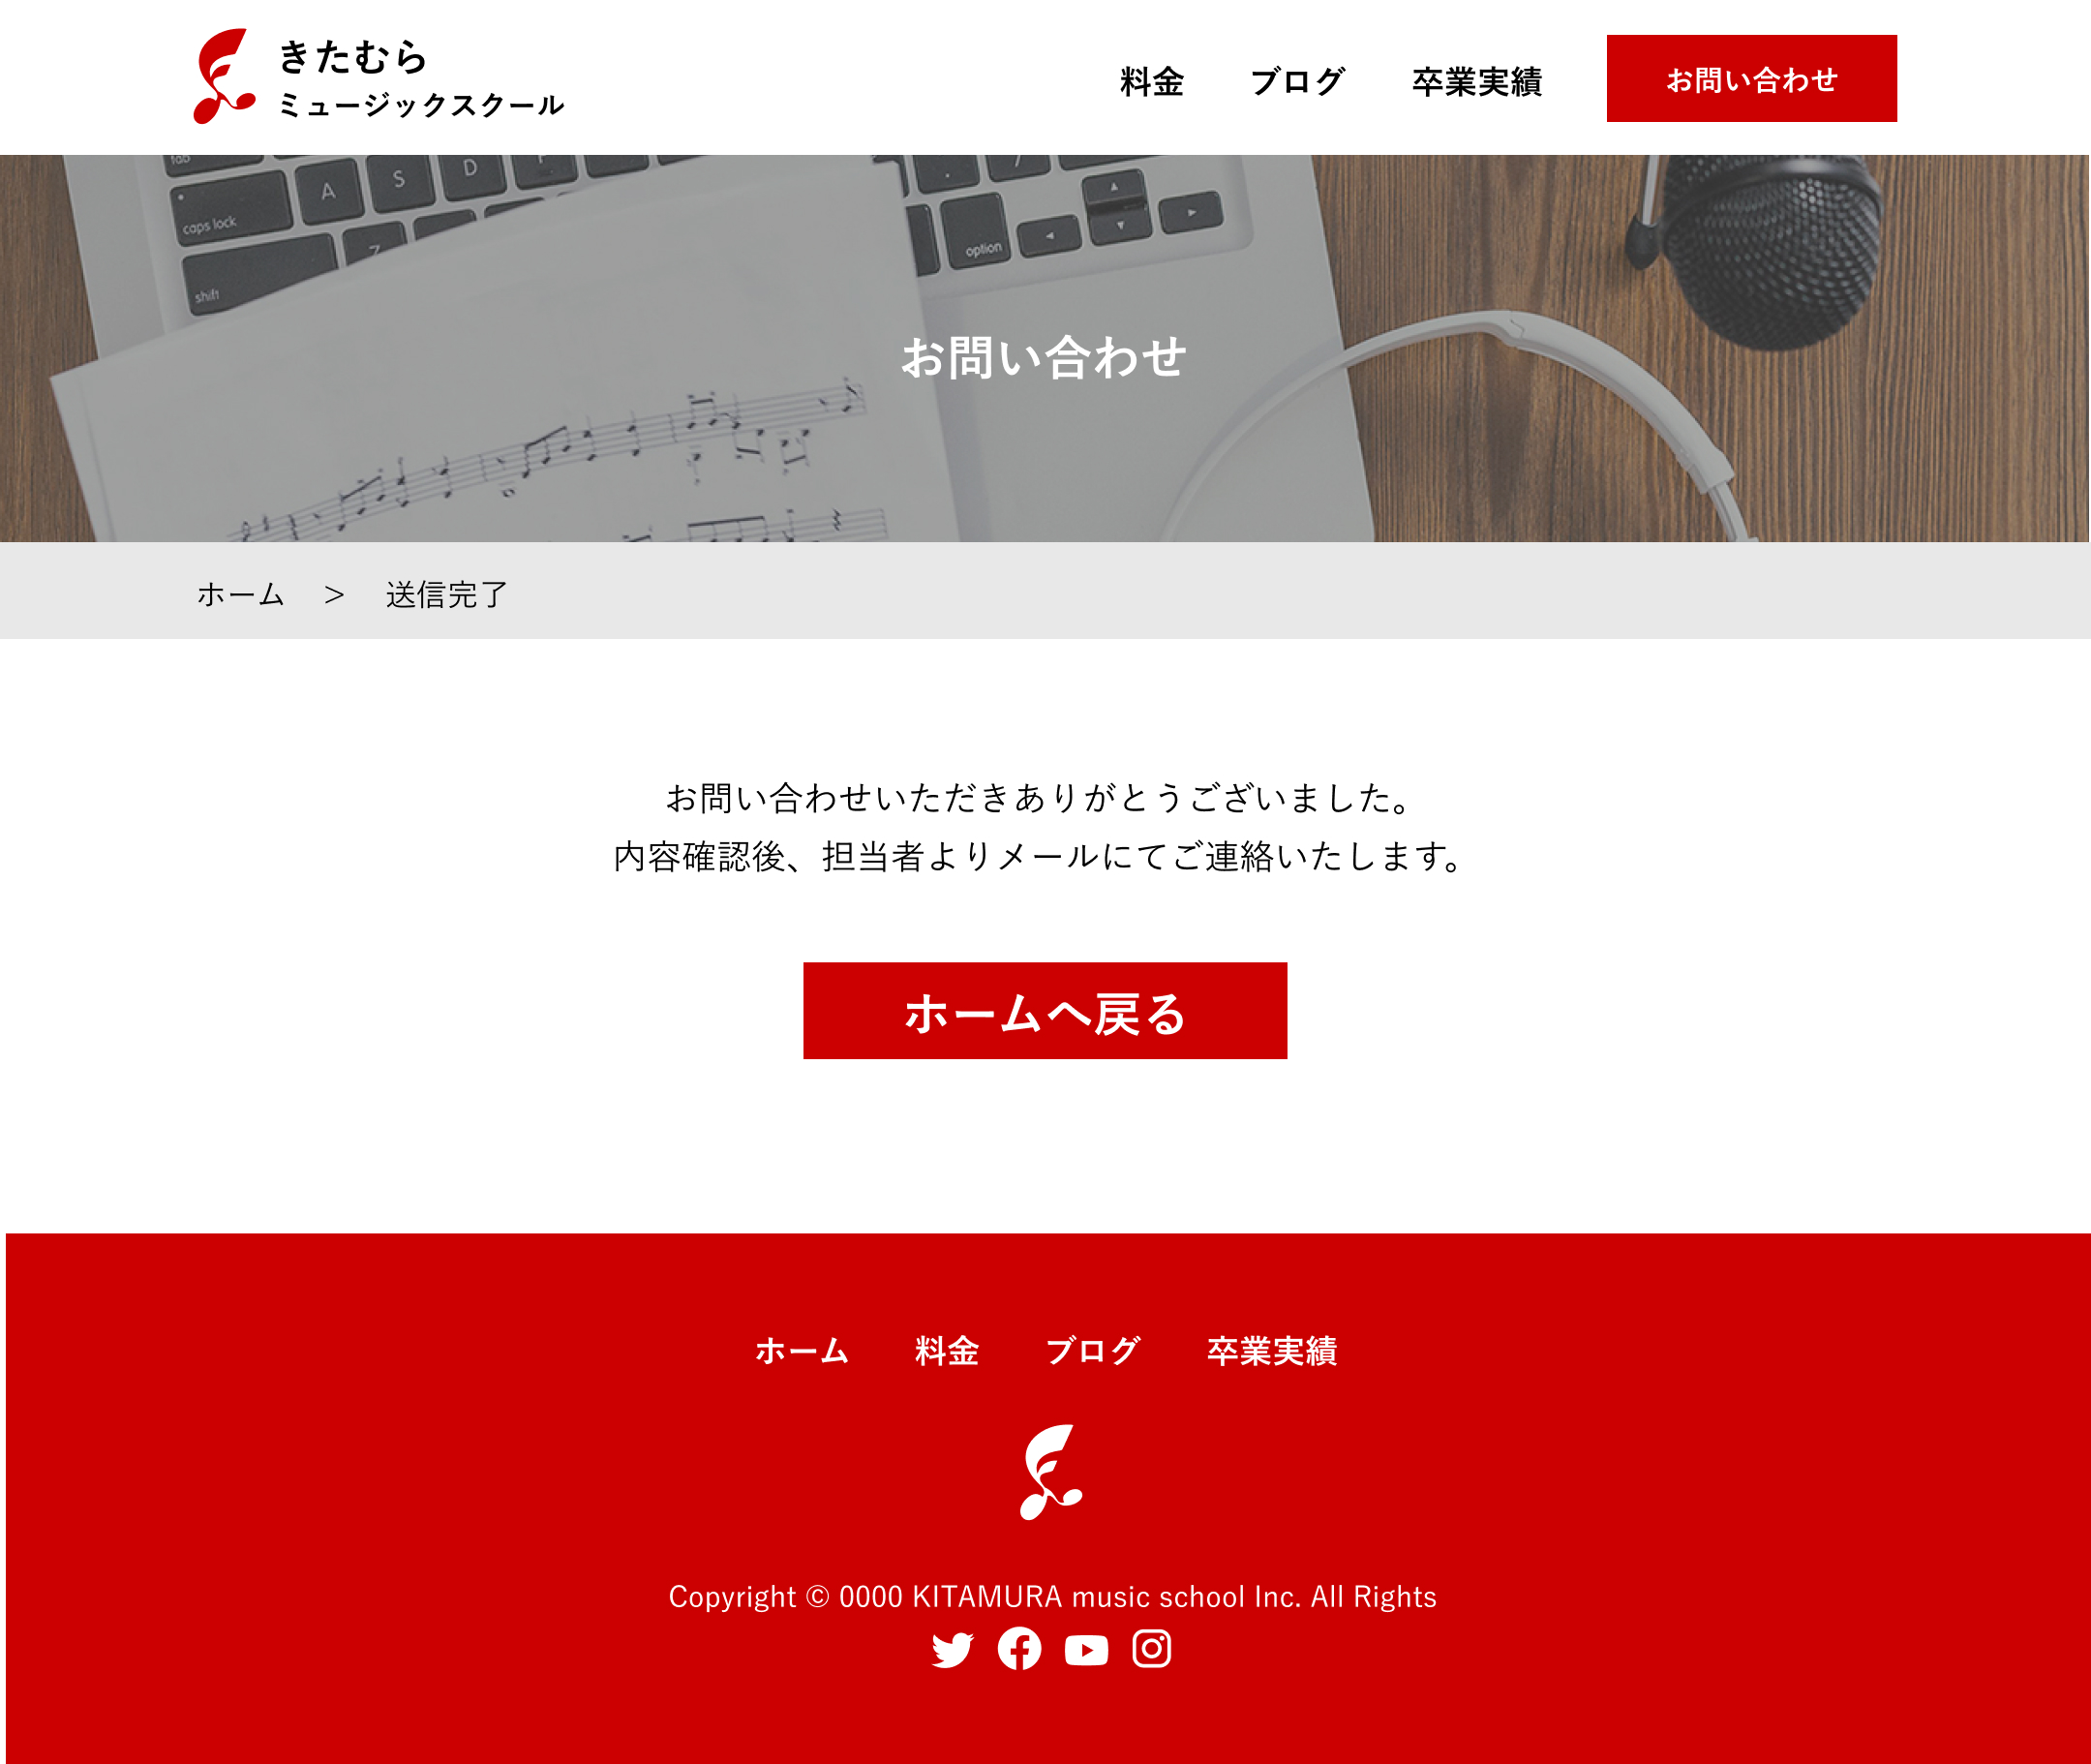 きたむら
ミュージックスクール
料金 ブログ 卒業実績 お問い合わせ
tab
caps lock A S D F
shift Z
option
お問い合わせ
ホーム > 送信完了
お問い合わせいただきありがとうございました。
内容確認後、担当者よりメールにてご連絡いたします。
ホームへ戻る
ホーム 料金 ブログ 卒業実績
Copyright © 0000 KITAMURA music school Inc. All Rights